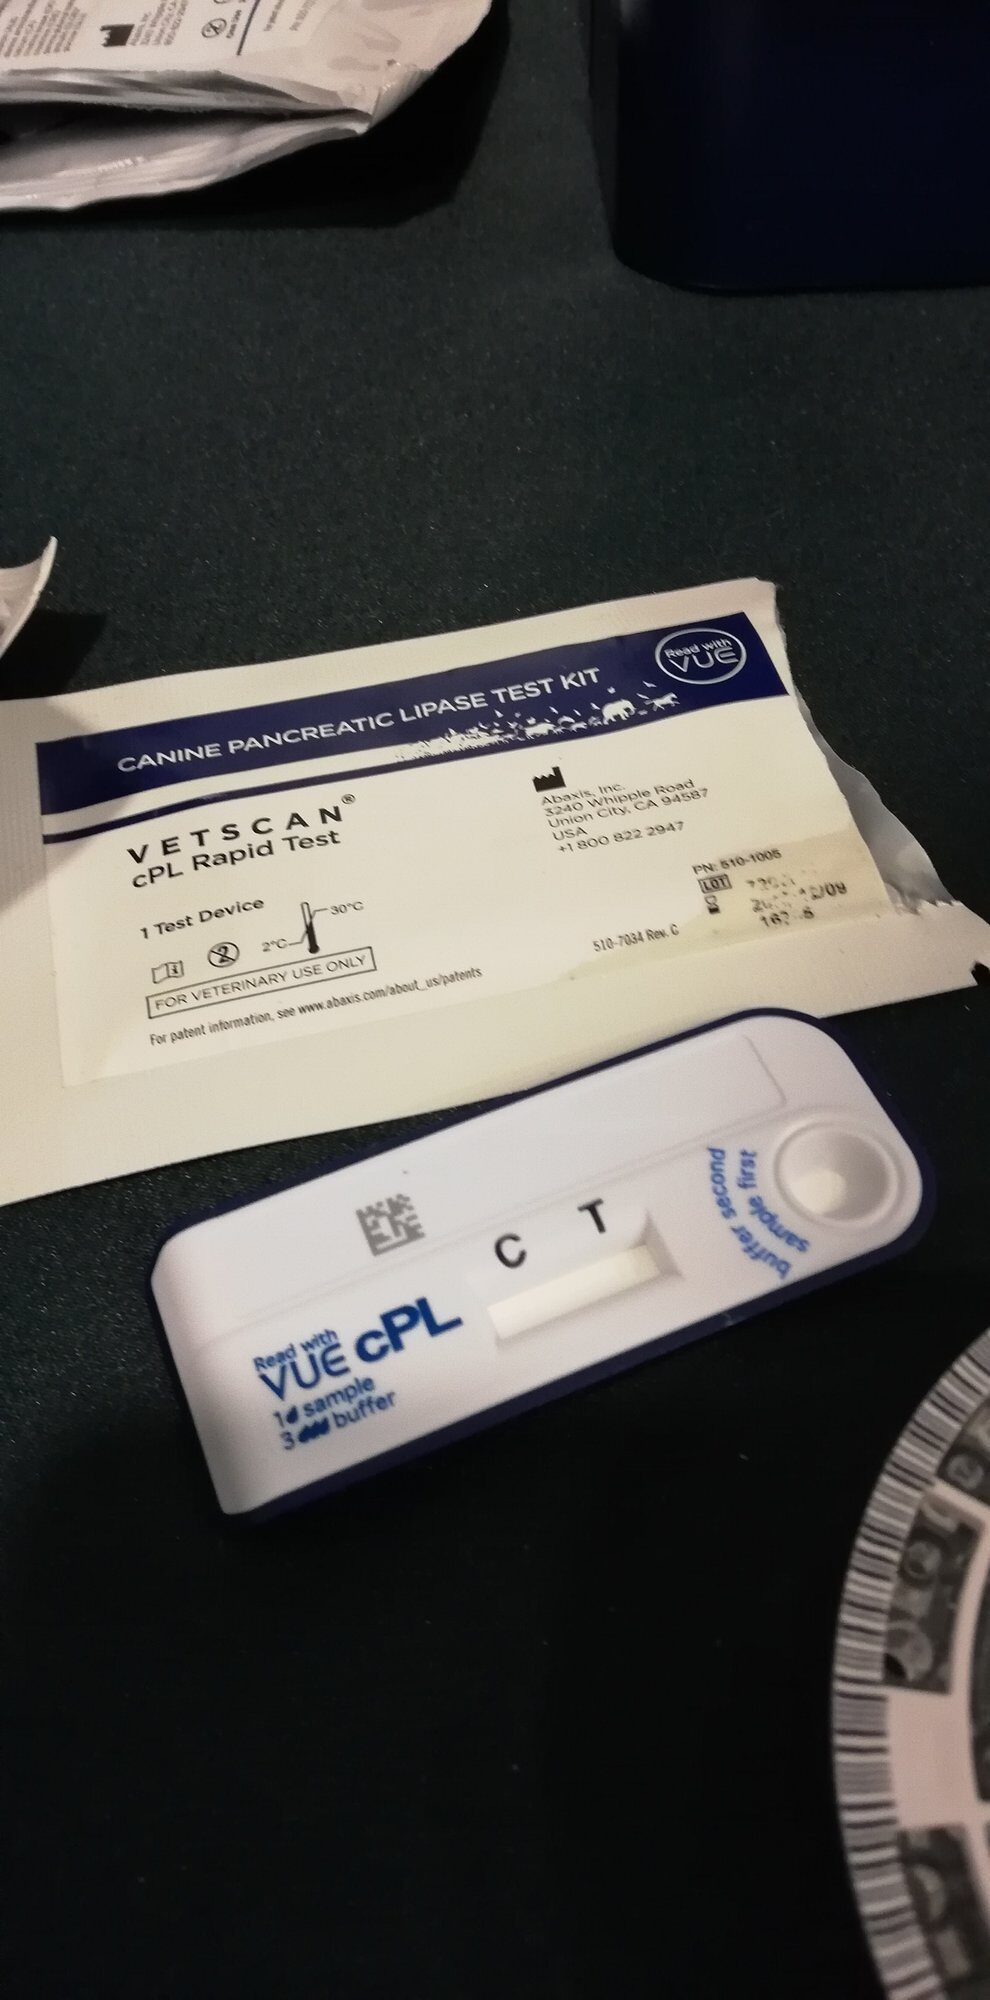 CANINE PANCREATIC LIPASE TEST KIT
Read with
VUE
VETSCAN®
cPL Rapid Test
1 Test Device
2°C
30°C
FOR VETERINARY USE ONLY
For patent information, see www.abaxis.com/about_us/patents
Abaxis, Inc.
3240 Whipple Road
Union City, CA 94587
USA
+1 800 822 2947
PN: 510-1005
LOT
510-7034 Rev. C
C T
buffer second
sample first
Read with
VUE cPL
1 sample
3 buffer